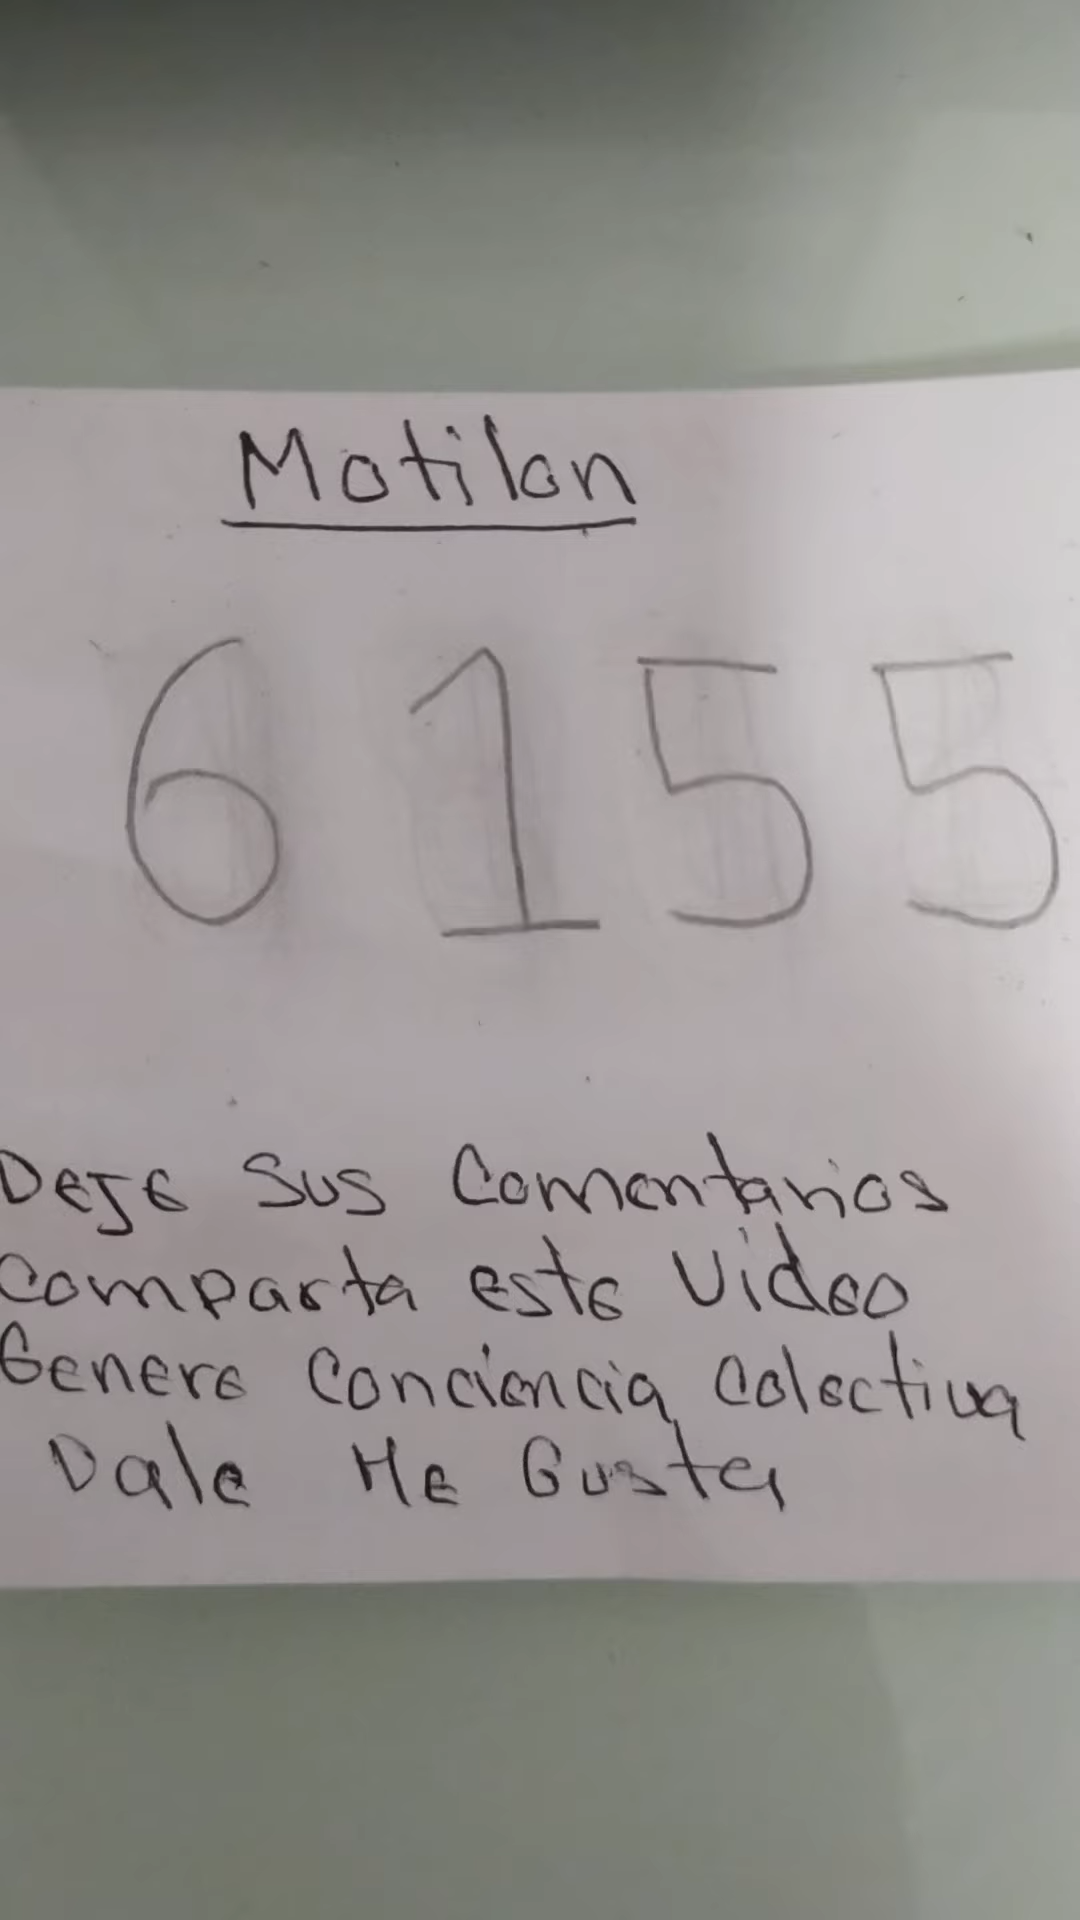 Motilon
6155
Deje Sus Comentarios
Comparta este Video
Genere Conciencia Colectiva
Dale Me Gusta